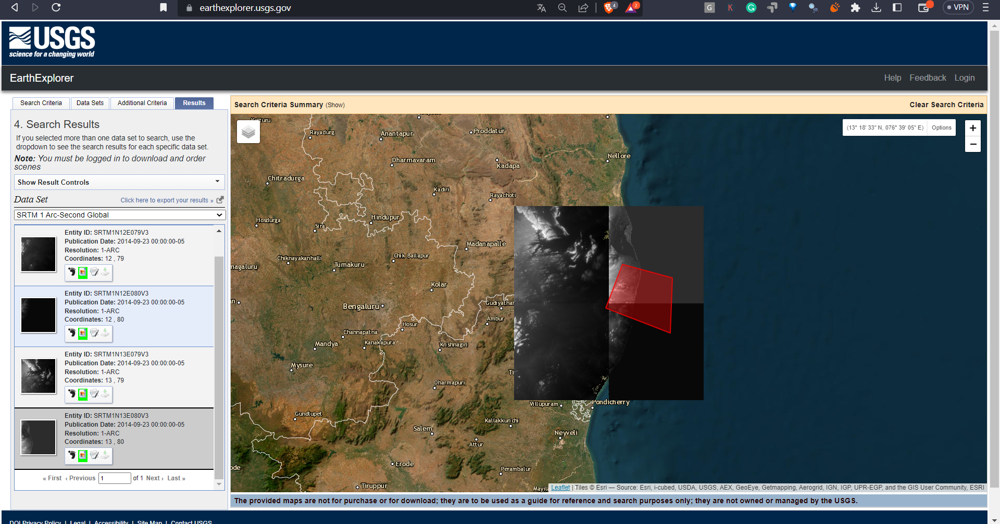 earthexplorer.usgs.gov
4
2
G
K
VPN
USGS
science for a changing world
EarthExplorer
Help Feedback Login
Search Criteria Data Sets Additional Criteria Results
4. Search Results
If you selected more than one data set to search, use the
dropdown to see the search results for each specific data set.
Note: You must be logged in to download and order
scenes
Show Result Controls
Data Set Click here to export your results »
SRTM 1 Arc-Second Global
Entity ID: SRTM1N12E079V3
Publication Date: 2014-09-23 00:00:00-05
Resolution: 1-ARC
Coordinates: 12 , 79
Entity ID: SRTM1N12E080V3
Publication Date: 2014-09-23 00:00:00-05
Resolution: 1-ARC
Coordinates: 12 , 80
Entity ID: SRTM1N13E079V3
Publication Date: 2014-09-23 00:00:00-05
Resolution: 1-ARC
Coordinates: 13 , 79
Entity ID: SRTM1N13E080V3
Publication Date: 2014-09-23 00:00:00-05
Resolution: 1-ARC
Coordinates: 13 , 80
« First ‹ Previous 1 of 1 Next › Last »
Search Criteria Summary (Show) Clear Search Criteria
(13° 18' 33" N, 076° 39' 05" E) Options
+
−
Rayadurg
Anantapur
Proddatur
Dharmavaram
Kadapa
Nellore
Chitradurga
Kadiri
Rayachoti
Hosdurga
Sira
Hindupur
Madanapalle
Chiknayakanhalli
Chik Ballapur
Tumakuru
Kolar
Bengaluru
Ambur
Hosur
Channapatna
Mandya
Kanakapura
Krishnagiri
Mysure
Dharmapuri
Villupuram
Pondicherry
Gundlupet
Kallakkurichi
Salem
Neyveli
Attur
Erode
Perambalur
Tiruppur
Leaflet | Tiles © Esri — Source: Esri, i-cubed, USDA, USGS, AEX, GeoEye, Getmapping, Aerogrid, IGN, IGP, UPR-EGP, and the GIS User Community, ESRI
The provided maps are not for purchase or for download; they are to be used as a guide for reference and search purposes only; they are not owned or managed by the USGS.
DOI Privacy Policy | Legal | Accessibility | Site Map | Contact USGS